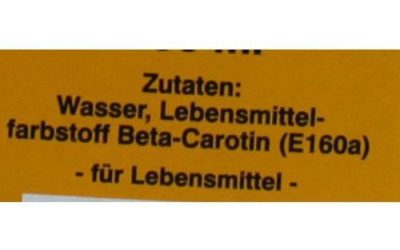 Zutaten:
Wasser, Lebensmittel-
farbstoff Beta-Carotin (E160a)
- für Lebensmittel -